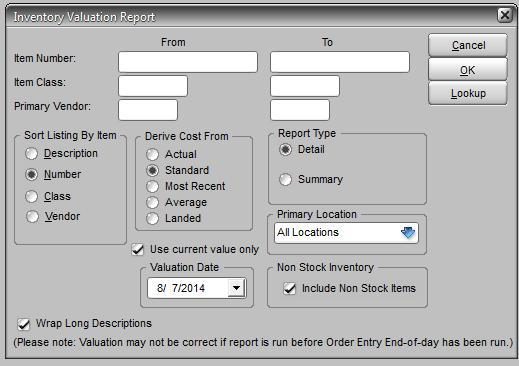 Inventory Valuation Report
From To
Item Number:
Item Class:
Primary Vendor:
Cancel
OK
Lookup
Sort Listing By Item
Description
Number
Class
Vendor
Derive Cost From
Actual
Standard
Most Recent
Average
Landed
Report Type
Detail
Summary
Primary Location
All Locations
Use current value only
Valuation Date
8/ 7/2014
Non Stock Inventory
Include Non Stock Items
Wrap Long Descriptions
(Please note: Valuation may not be correct if report is run before Order Entry End-of-day has been run.)